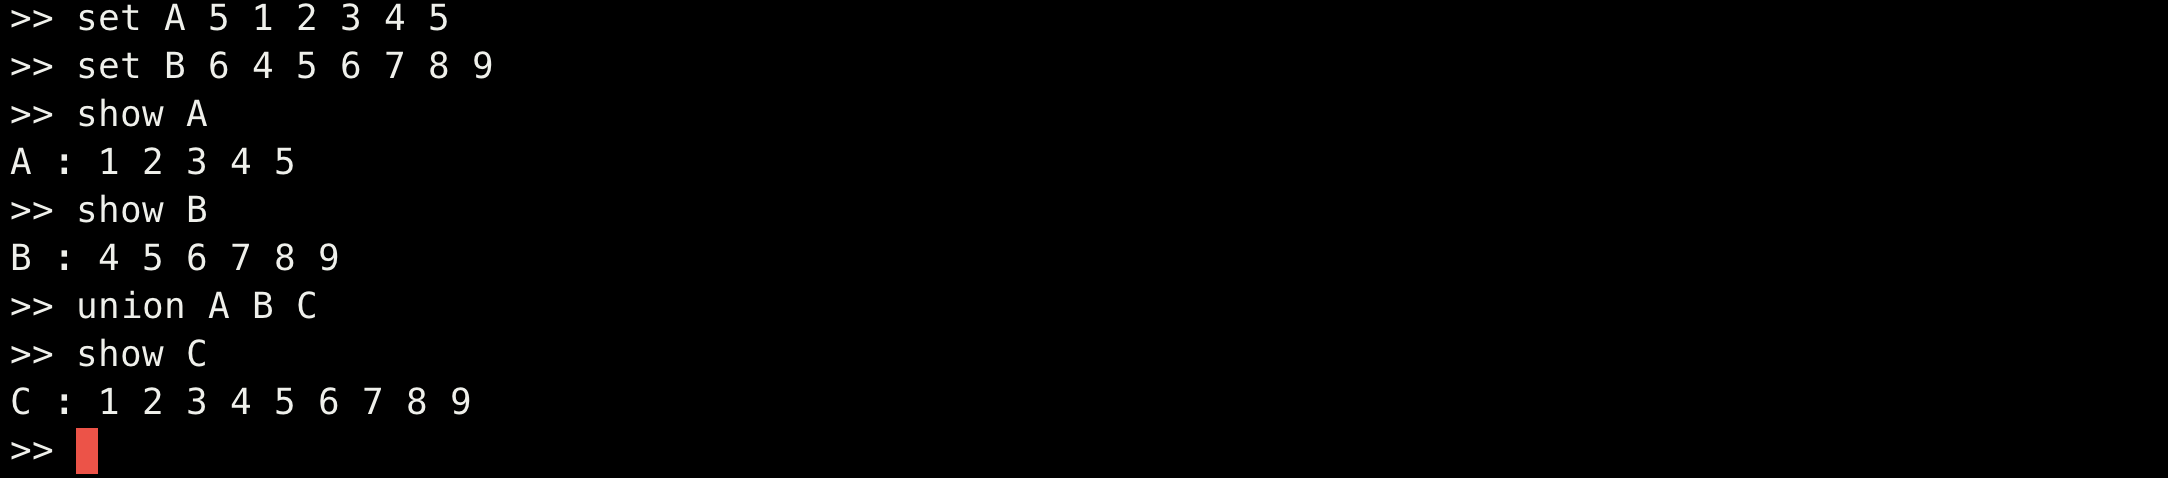 >> set A 5 1 2 3 4 5
>> set B 6 4 5 6 7 8 9
>> show A
A : 1 2 3 4 5
>> show B
B : 4 5 6 7 8 9
>> union A B C
>> show C
C : 1 2 3 4 5 6 7 8 9
>>